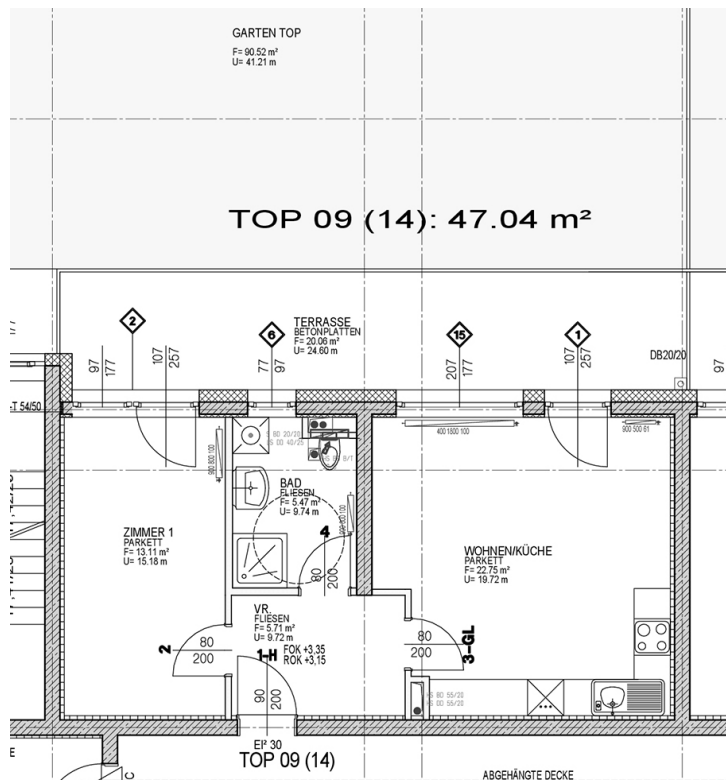 GARTEN TOP
F= 90.52 m²
U= 41.21 m
TOP 09 (14): 47.04 m²
2
6
15
1
TERRASSE
BETONPLATTEN
F= 20.06 m²
U= 24.60 m
97
177
107
257
77
97
207
177
107
257
DB20/20
97
-T 54/50
400 1800 100
900 500 61
900 800 100
BAD
FLIESEN
F= 5.47 m²
U= 9.74 m
4
80
200
ZIMMER 1
PARKETT
F= 13.11 m²
U= 15.18 m
WOHNEN/KÜCHE
PARKETT
F= 22.75 m²
U= 19.72 m
VR.
FLIESEN
F= 5.71 m²
U= 9.72 m
1-H
FOK +3,35
ROK +3,15
2
80
200
80
200
3-GL
90
200
EI² 30
TOP 09 (14)
E
C
ABGEHÄNGTE DECKE